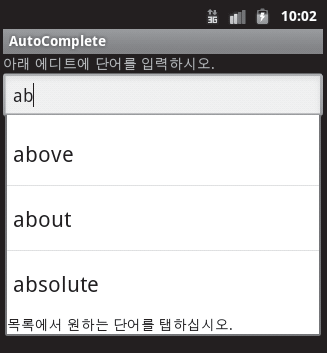 3G 10:02
AutoComplete
아래 에디트에 단어를 입력하시오.
ab
above
about
absolute
목록에서 원하는 단어를 탭하십시오.